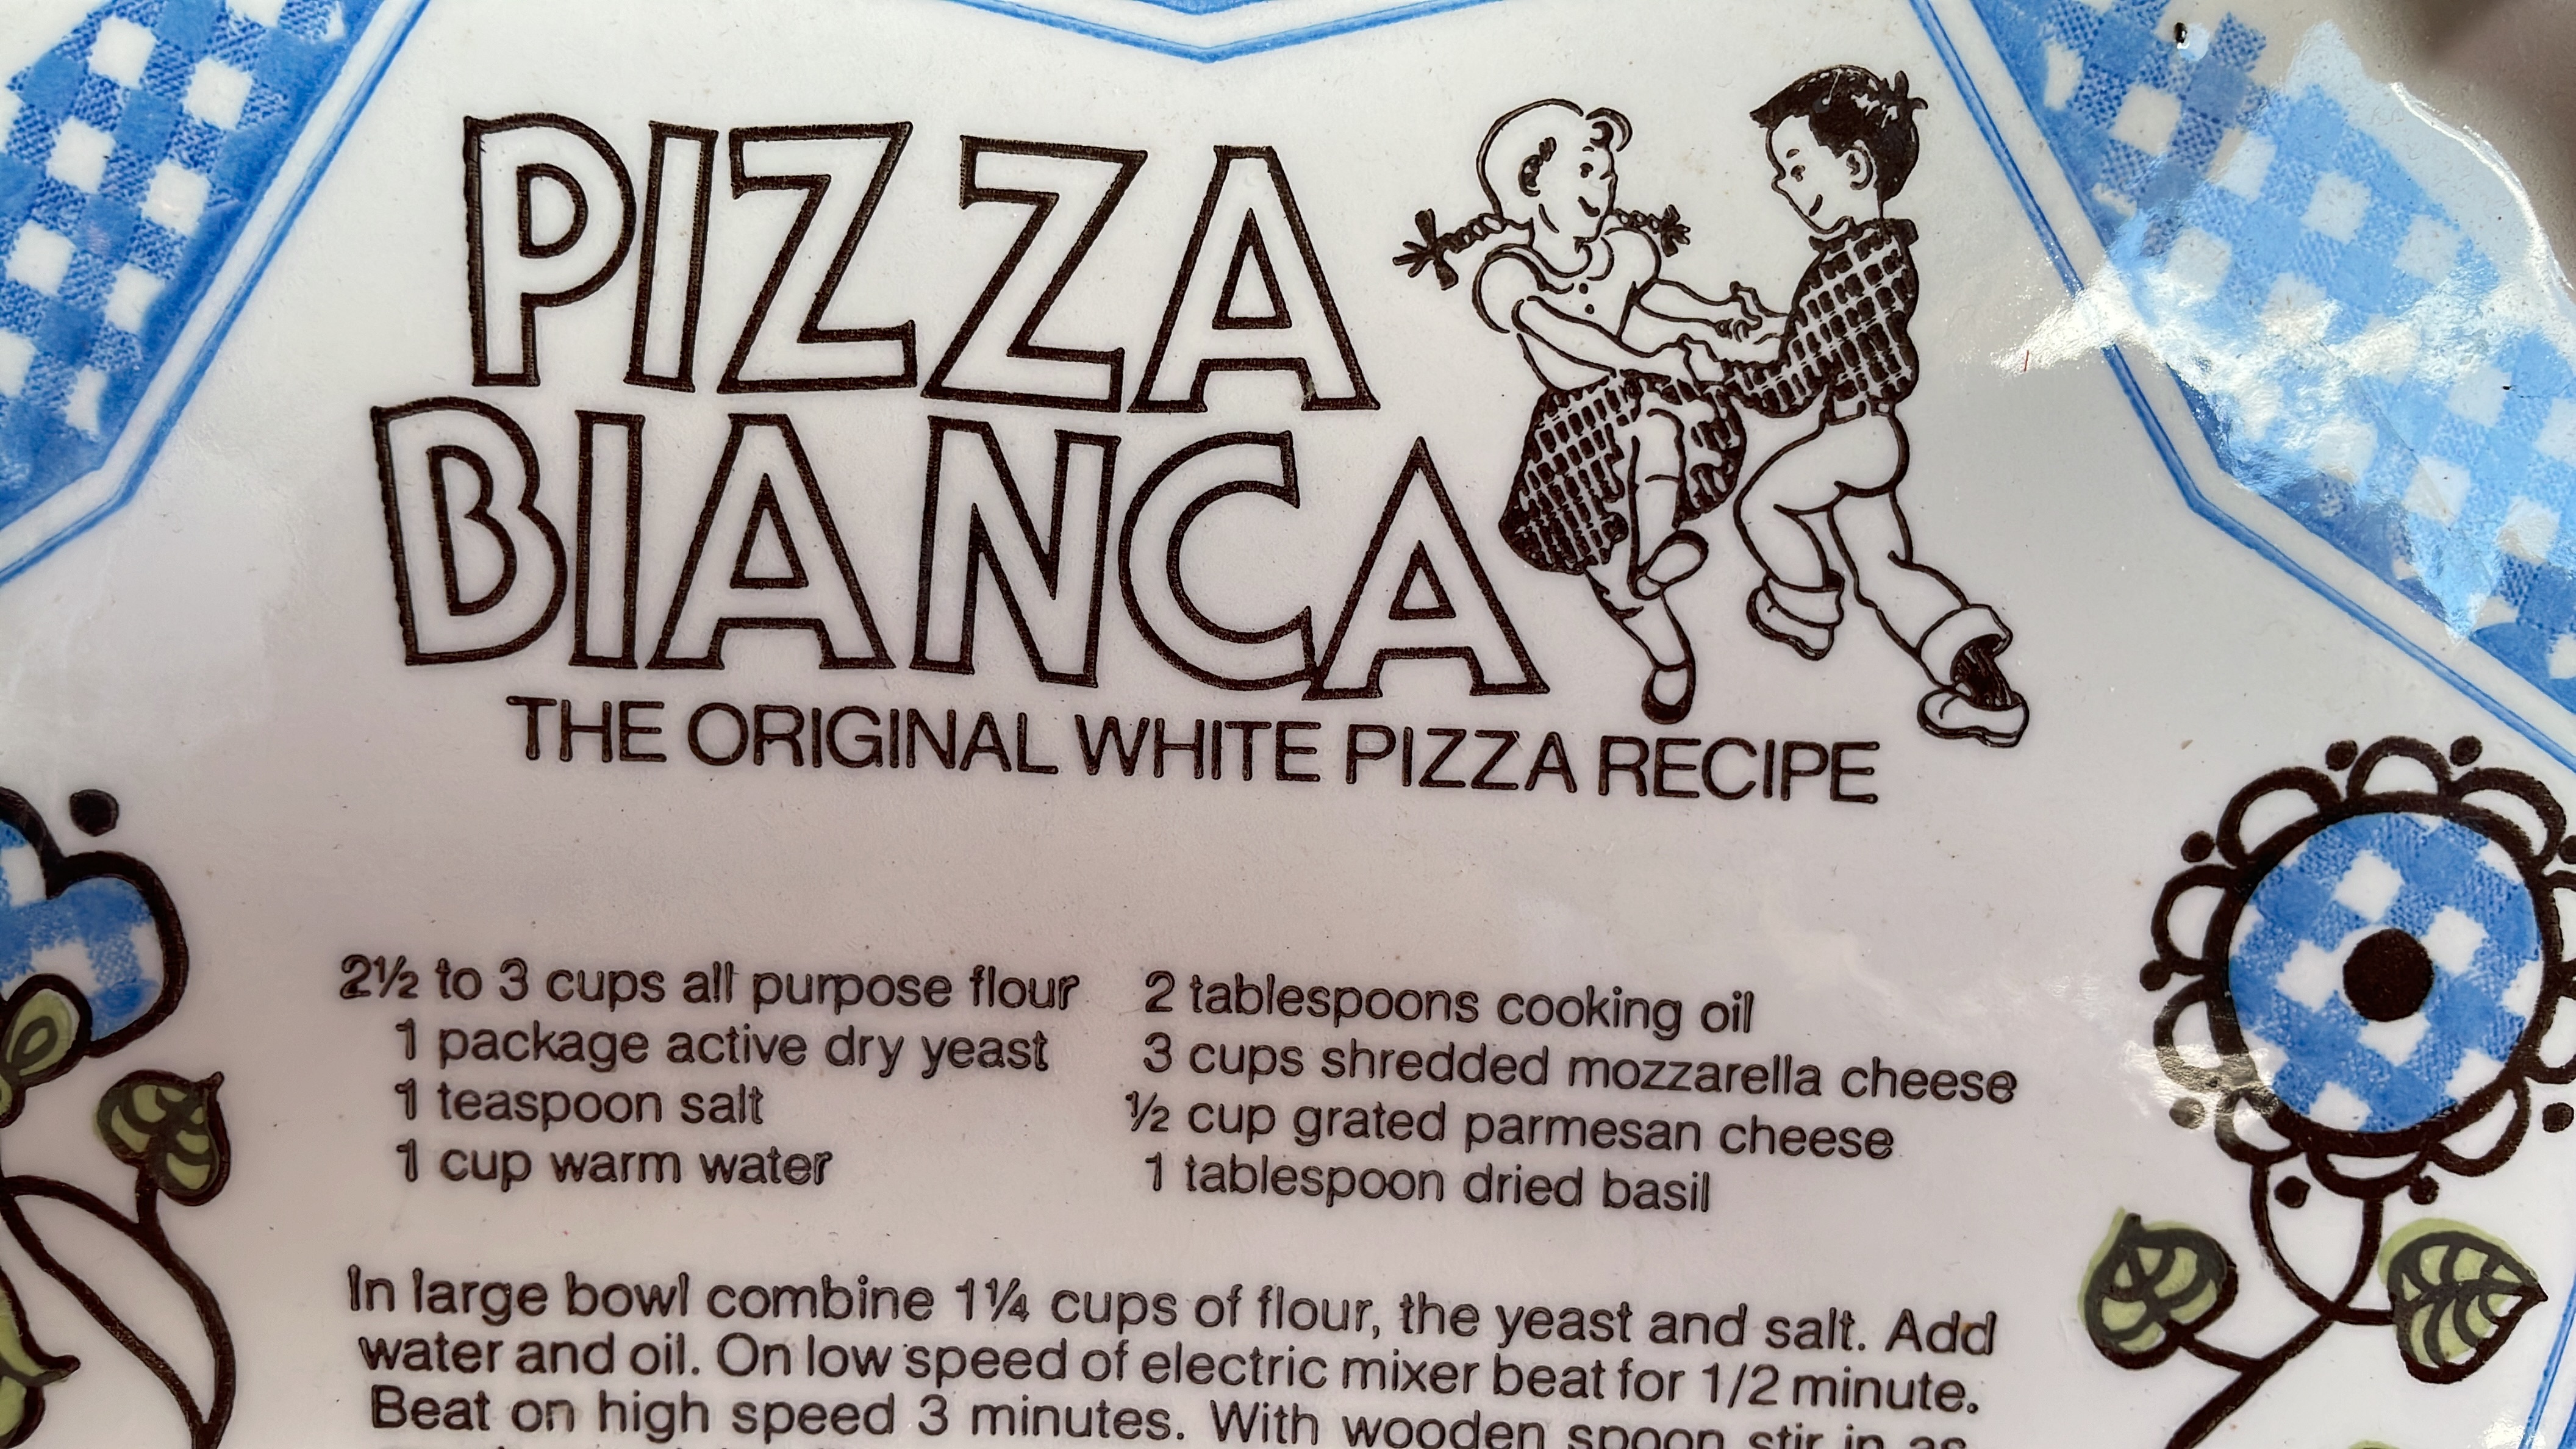 PIZZA
BIANCA
THE ORIGINAL WHITE PIZZA RECIPE
2½ to 3 cups all purpose flour
1 package active dry yeast
1 teaspoon salt
1 cup warm water
2 tablespoons cooking oil
3 cups shredded mozzarella cheese
½ cup grated parmesan cheese
1 tablespoon dried basil
In large bowl combine 1¼ cups of flour, the yeast and salt. Add
water and oil. On low speed of electric mixer beat for 1/2 minute.
Beat on high speed 3 minutes. With wooden spoon stir in as